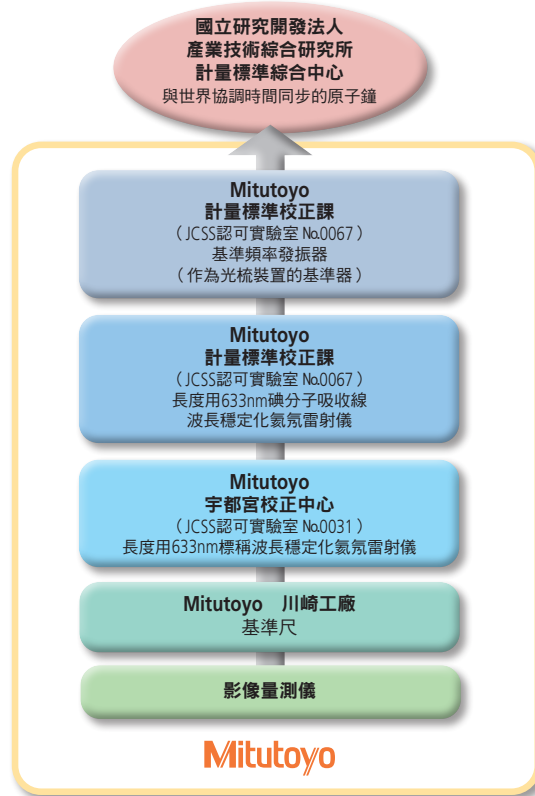 國立研究開發法人
產業技術綜合研究所
計量標準綜合中心
與世界協調時間同步的原子鐘
Mitutoyo
計量標準校正課
（JCSS認可實驗室 №0067）
基準頻率發振器
（作為光梳裝置的基準器）
Mitutoyo
計量標準校正課
（JCSS認可實驗室 №0067）
長度用633nm碘分子吸收線
波長穩定化氦氖雷射儀
Mitutoyo
宇都宮校正中心
（JCSS認可實驗室 №0031）
長度用633nm標稱波長穩定化氦氖雷射儀
Mitutoyo　川崎工廠
基準尺
影像量測儀
Mitutoyo